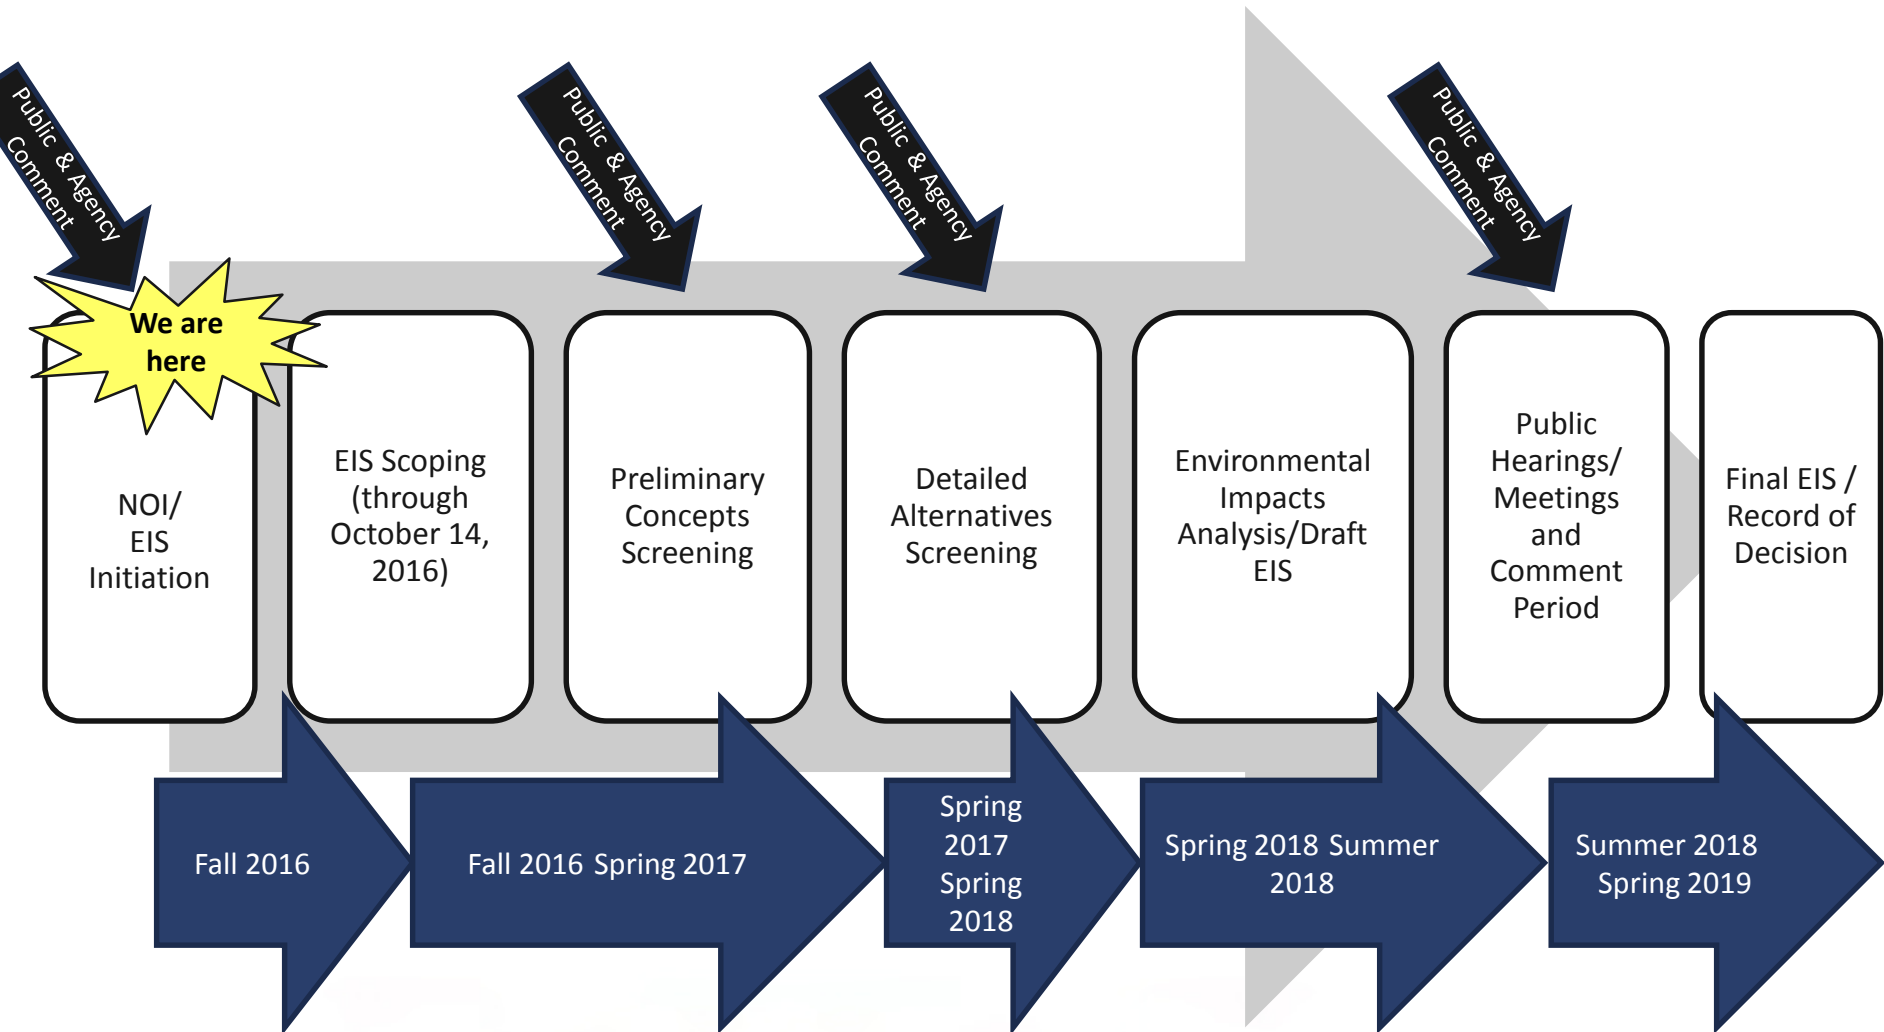 Public & Agency
Comment
Public & Agency
Comment
Public & Agency
Comment
Public & Agency
Comment
We are
here
NOI/
EIS
Initiation
EIS Scoping
(through
October 14,
2016)
Preliminary
Concepts
Screening
Detailed
Alternatives
Screening
Environmental
Impacts
Analysis/Draft
EIS
Public
Hearings/
Meetings
and
Comment
Period
Final EIS /
Record of
Decision
Fall 2016
Fall 2016 Spring 2017
Spring
2017
Spring
2018
Spring 2018 Summer
2018
Summer 2018
Spring 2019